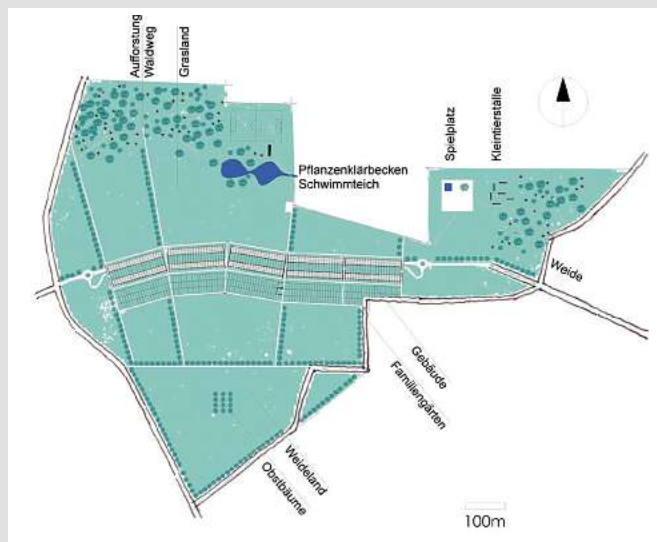 Aufforstung
Waldweg
Grasland
Spielplatz
Kleintierställe
Pflanzenklärbecken
Schwimmteich
Weide
Gebäude
Familiengärten
Weideland
Obstbäume
100m